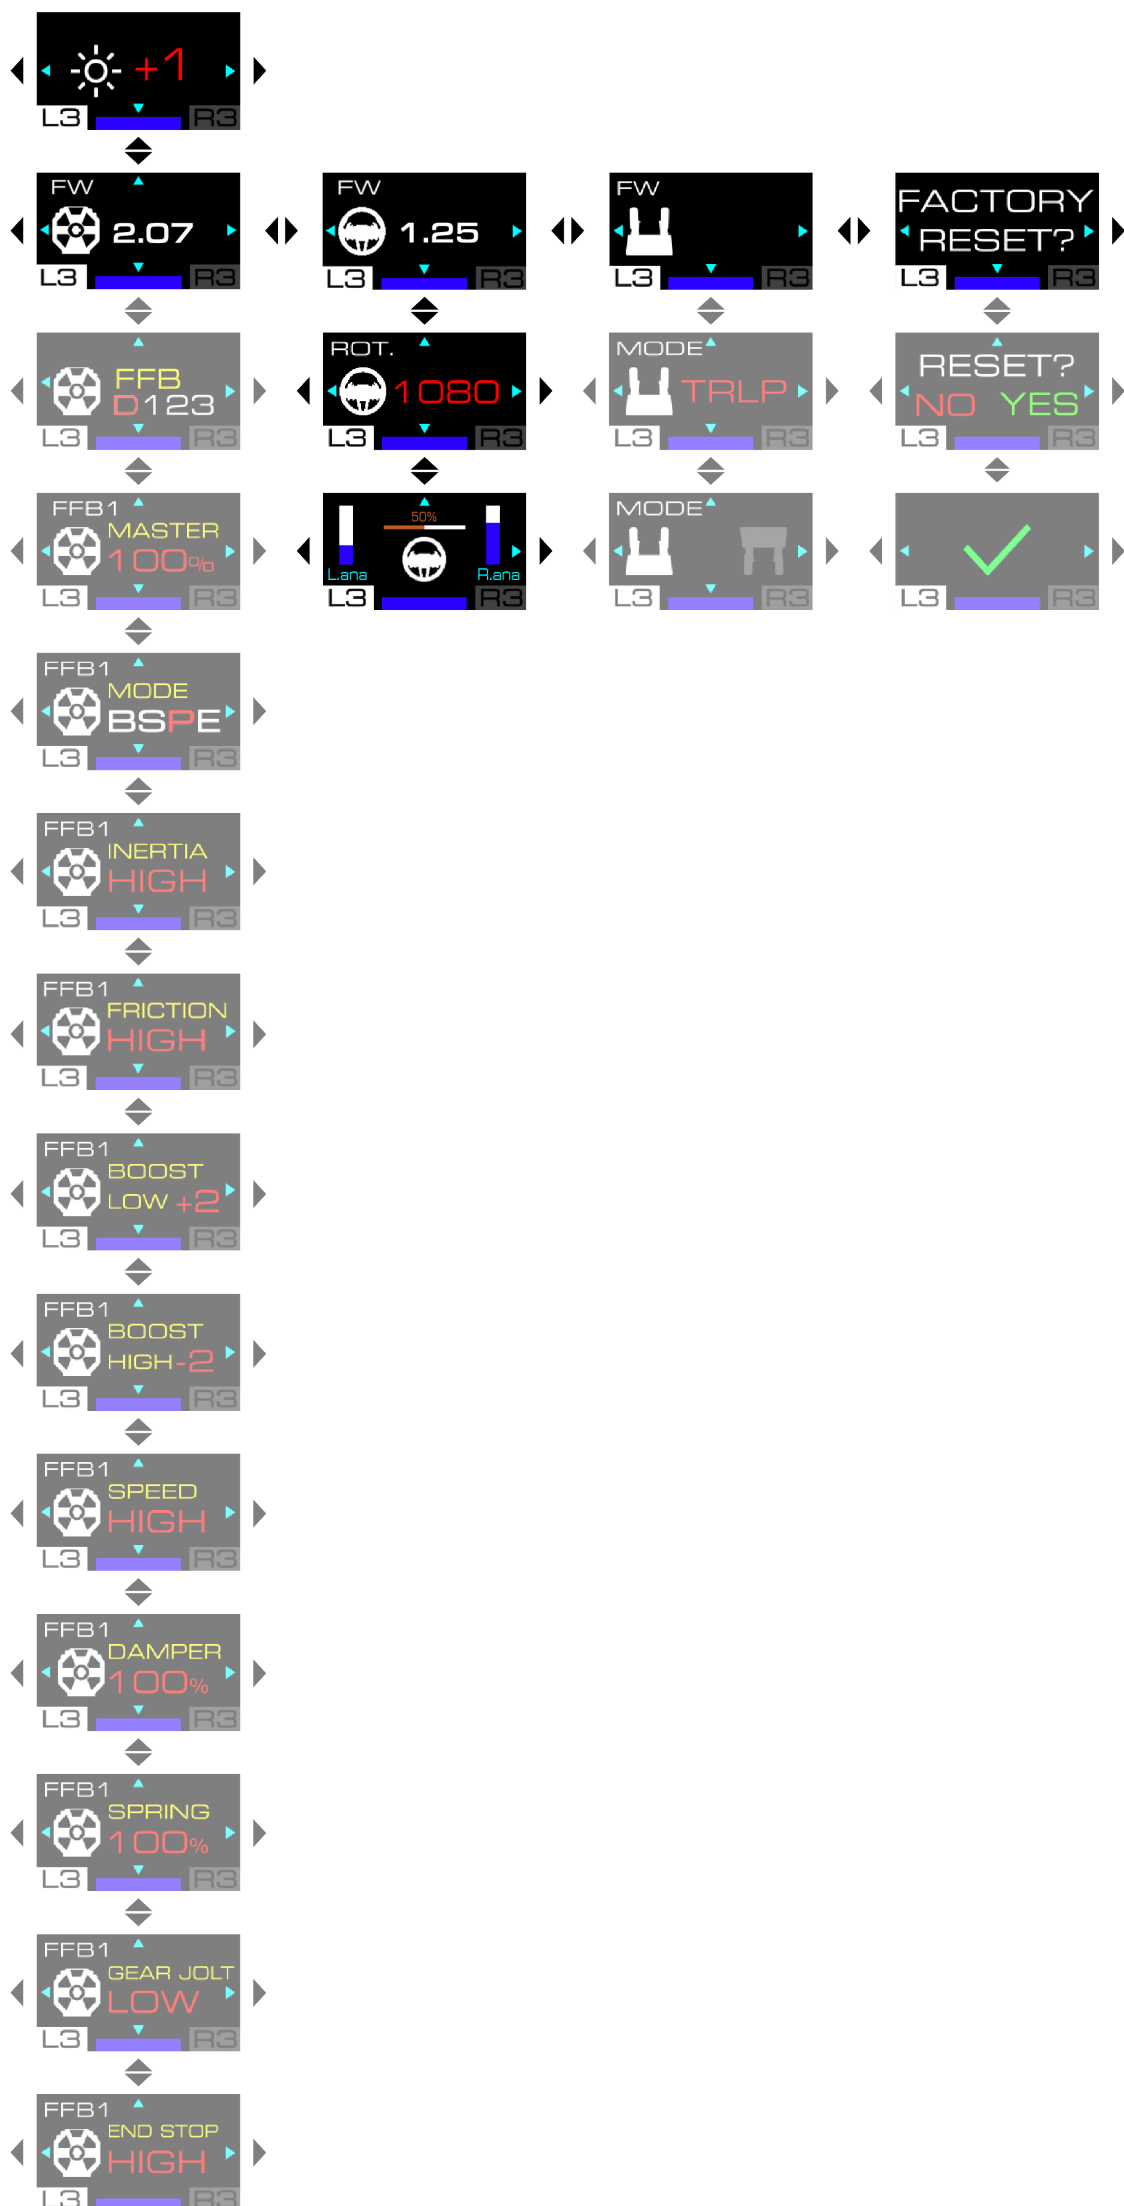 +1
L3 R3
FW
2.07
L3 R3
FW
1.25
L3 R3
FW
L3 R3
FACTORY
RESET?
L3 R3
FFB
D123
L3 R3
ROT.
1080
L3 R3
MODE
TRLP
L3 R3
RESET?
NO YES
L3 R3
FFB1
MASTER
100%
L3 R3
50%
L.ana R.ana
L3 R3
MODE
L3 R3
L3 R3
FFB1
MODE
BSPE
L3 R3
FFB1
INERTIA
HIGH
L3 R3
FFB1
FRICTION
HIGH
L3 R3
FFB1
BOOST
LOW +2
L3 R3
FFB1
BOOST
HIGH -2
L3 R3
FFB1
SPEED
HIGH
L3 R3
FFB1
DAMPER
100%
L3 R3
FFB1
SPRING
100%
L3 R3
FFB1
GEAR JOLT
LOW
L3 R3
FFB1
END STOP
HIGH
L3 R3